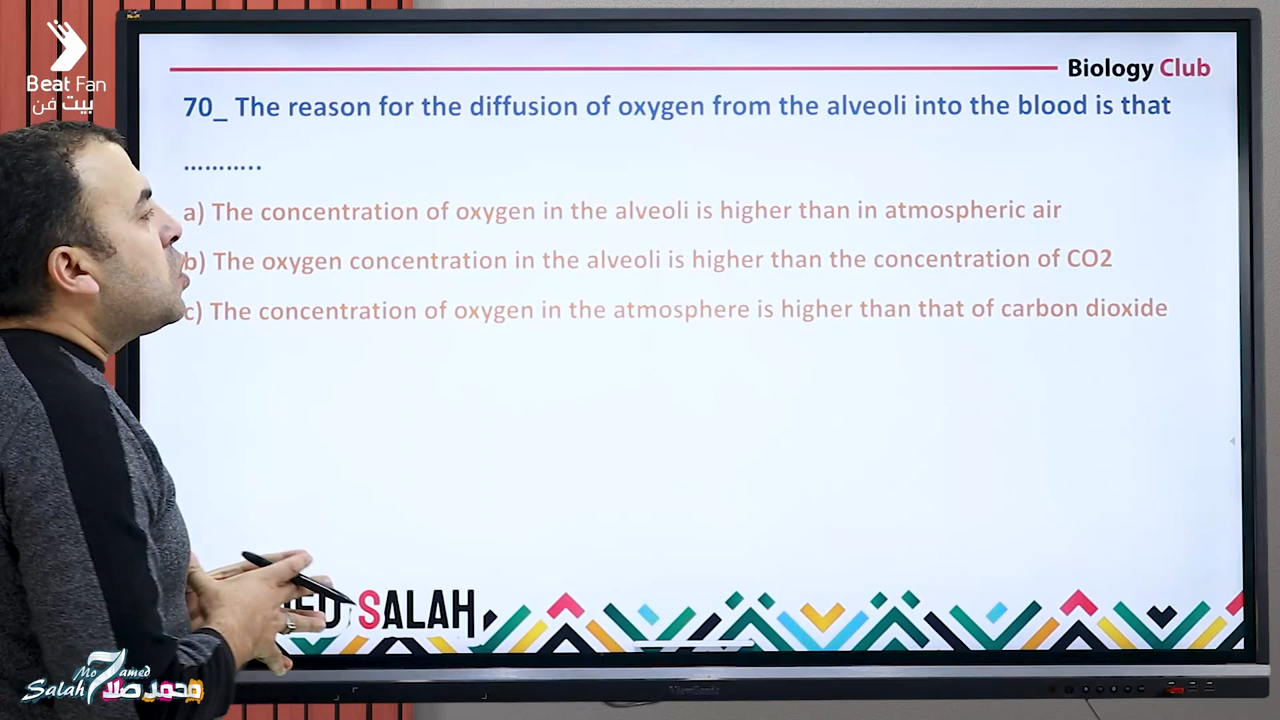 Beat Fan
بيت فن
Biology Club
70_ The reason for the diffusion of oxygen from the alveoli into the blood is that
………..
a) The concentration of oxygen in the alveoli is higher than in atmospheric air
b) The oxygen concentration in the alveoli is higher than the concentration of CO2
c) The concentration of oxygen in the atmosphere is higher than that of carbon dioxide
SALAH
Mo7amed
Salah
محمد صلاح